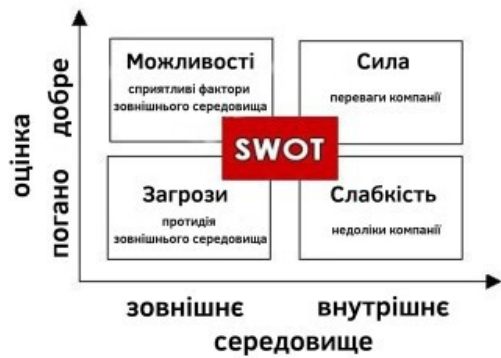 Можливості
сприятливі фактори
зовнішнього середовища
Сила
переваги компанії
SWOT
Загрози
протидія
зовнішнього середовища
Слабкість
недоліки компанії
оцінка
погано добре
зовнішнє внутрішнє
середовище